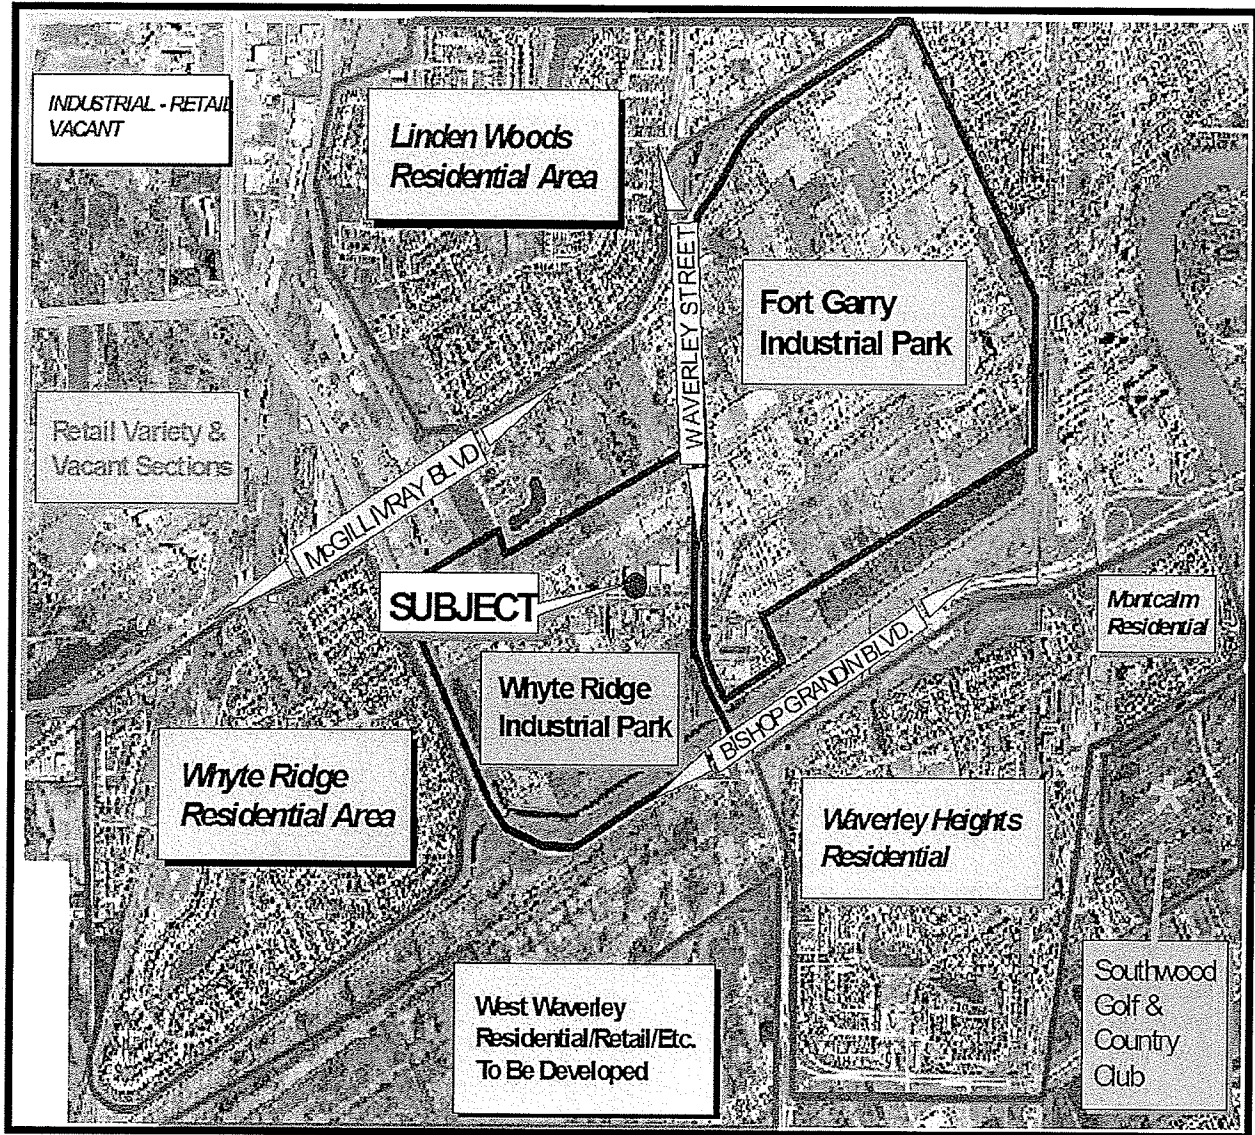 INDUSTRIAL - RETAIL
VACANT
Linden Woods
Residential Area
WAVERLEY STREET
Fort Garry
Industrial Park
Retail Variety &
Vacant Sections
McGILLIVRAY BLVD
SUBJECT
Montcalm
Residential
Whyte Ridge
Industrial Park
BISHOP GRANDIN BLVD.
Whyte Ridge
Residential Area
Waverley Heights
Residential
West Waverley
Residential/Retail/Etc.
To Be Developed
Southwood
Golf &
Country
Club